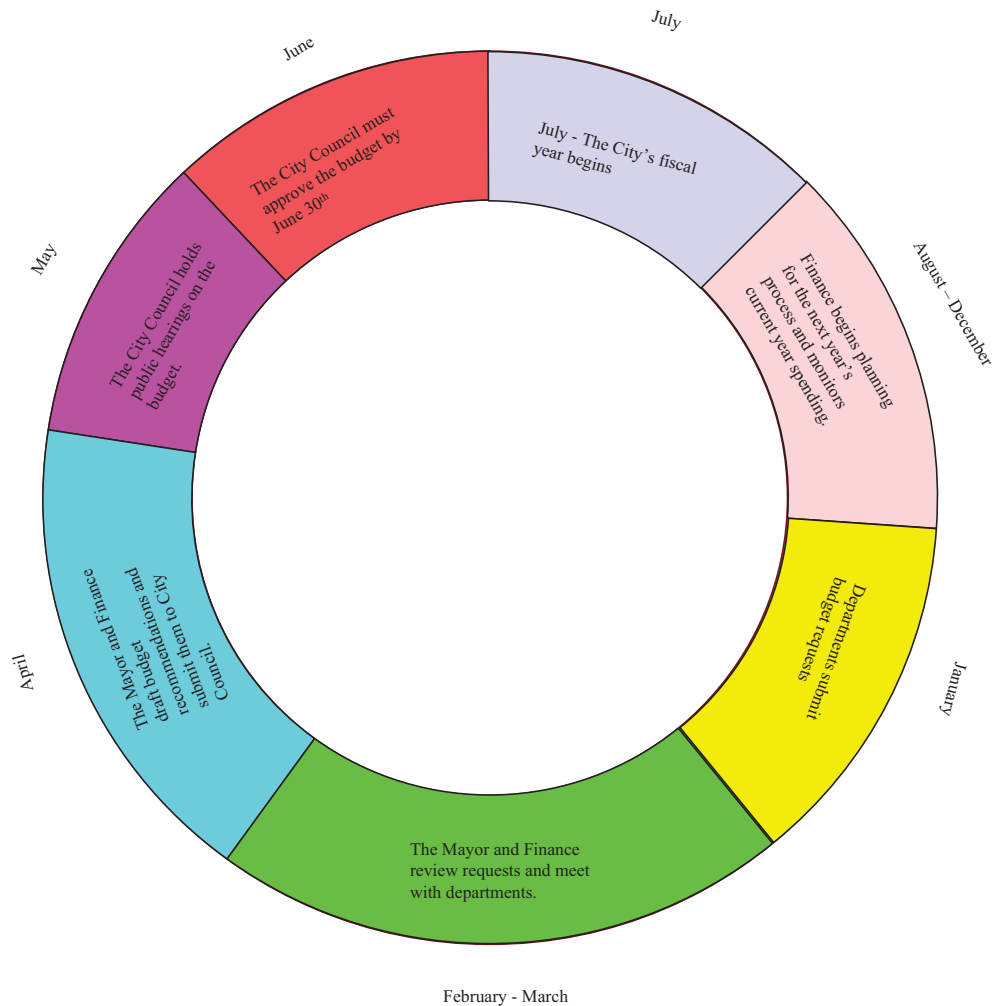 July
July - The City’s fiscal
year begins
August – December
Finance begins planning
for the next year’s
process and monitors
current year spending.
January
Departments submit
budget requests
February - March
The Mayor and Finance
review requests and meet
with departments.
April
The Mayor and Finance
draft budget
recommendations and
submit them to City
Council.
May
The City Council holds
public hearings on the
budget.
June
The City Council must
approve the budget by
June 30th